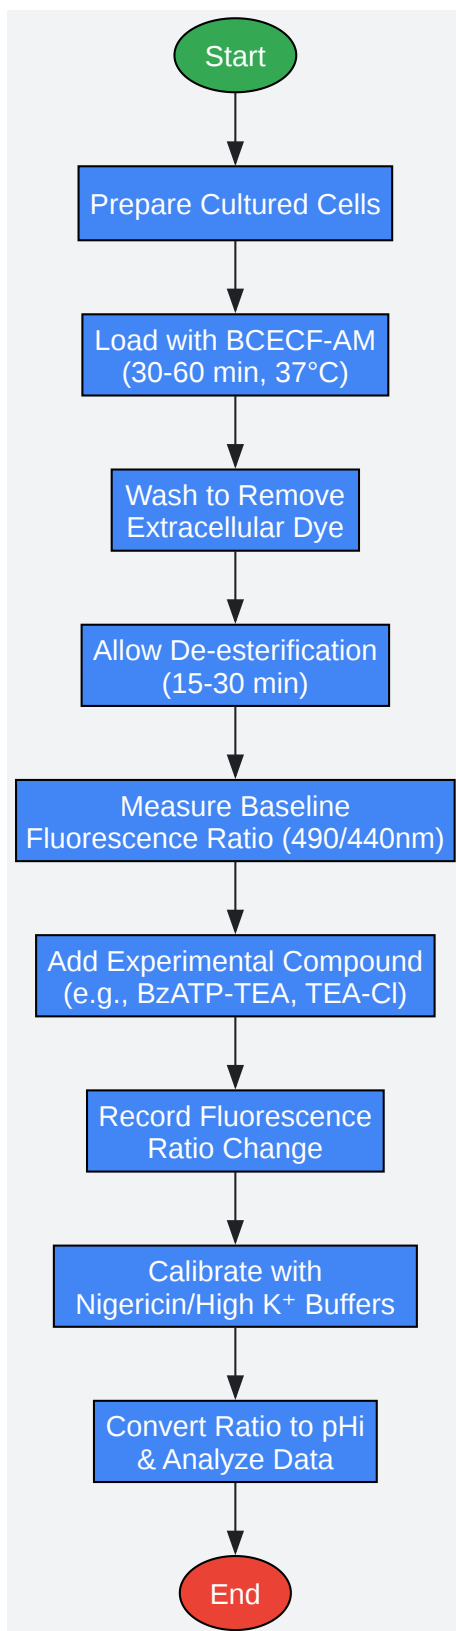 Start
Prepare Cultured Cells
Load with BCECF-AM
(30-60 min, 37°C)
Wash to Remove
Extracellular Dye
Allow De-esterification
(15-30 min)
Measure Baseline
Fluorescence Ratio (490/440nm)
Add Experimental Compound
(e.g., BzATP-TEA, TEA-Cl)
Record Fluorescence
Ratio Change
Calibrate with
Nigericin/High K⁺ Buffers
Convert Ratio to pHi
& Analyze Data
End